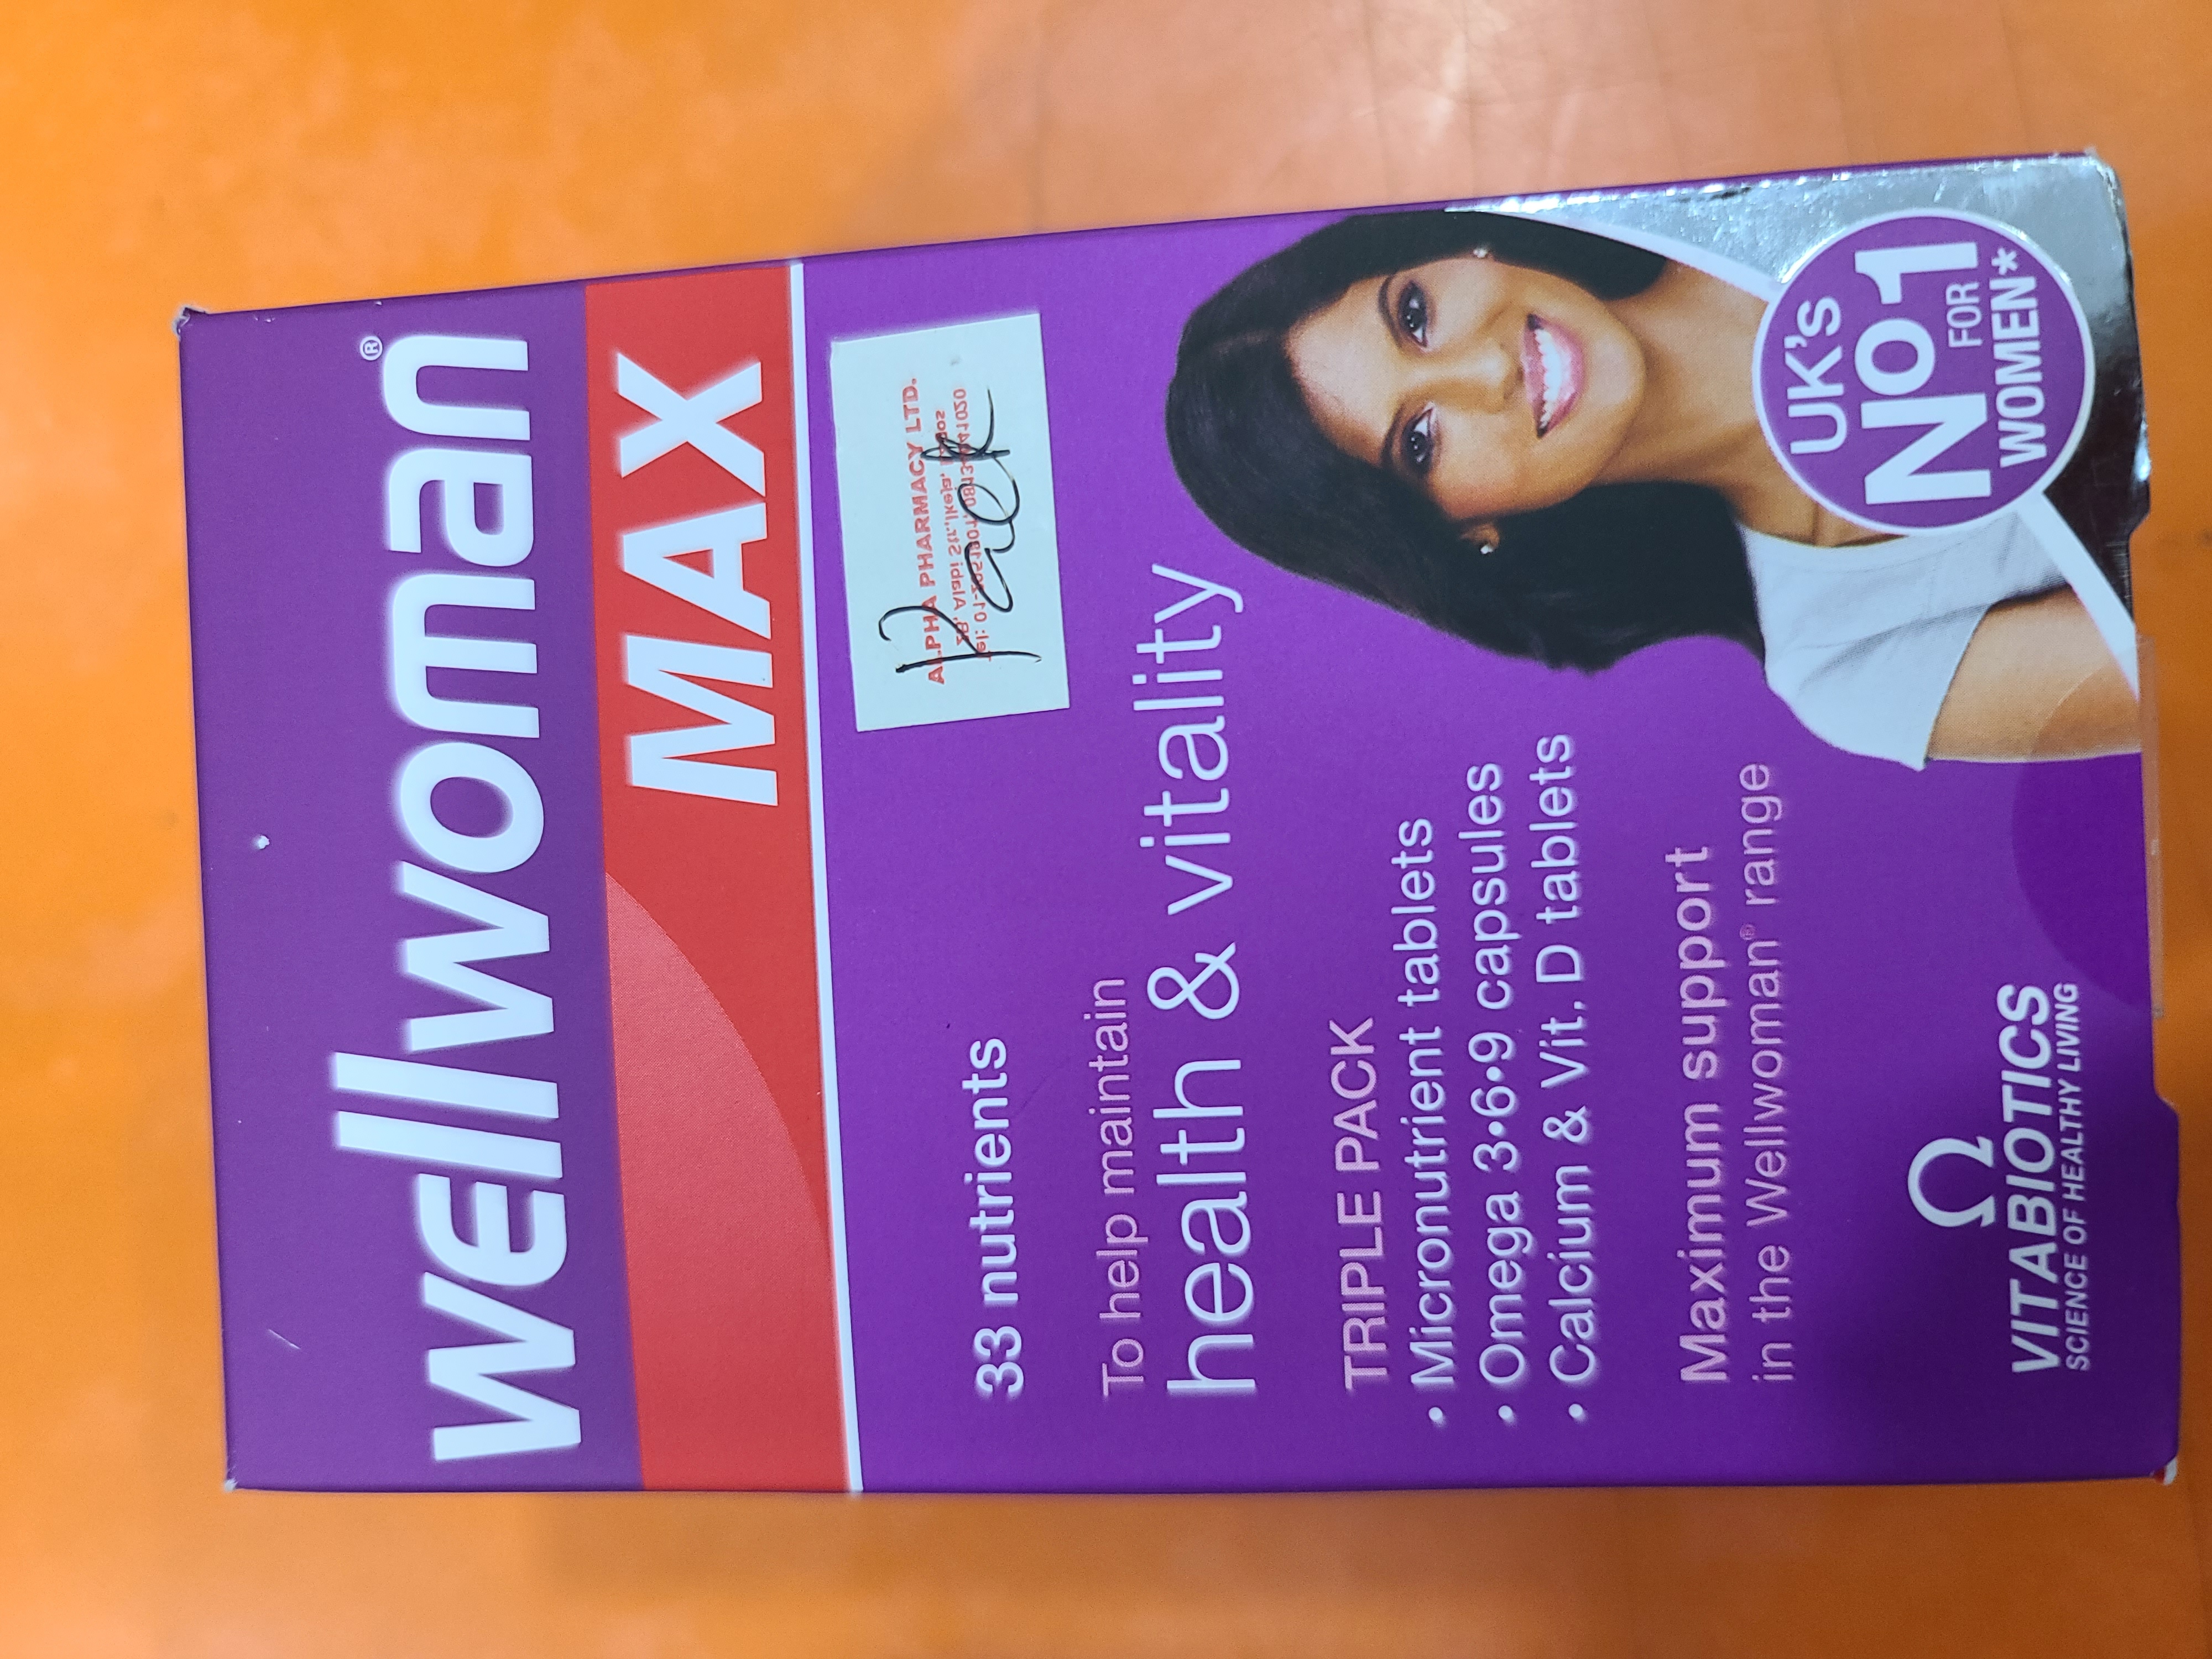 wellwoman®
MAX
ALPHA PHARMACY LTD.
Pack
33 nutrients
To help maintain
health & vitality
TRIPLE PACK
• Micronutrient tablets
• Omega 3•6•9 capsules
• Calcium & Vit. D tablets
Maximum support
in the Wellwoman® range
UK's
No1
FOR
WOMEN*
VITABIOTICS
SCIENCE OF HEALTHY LIVING